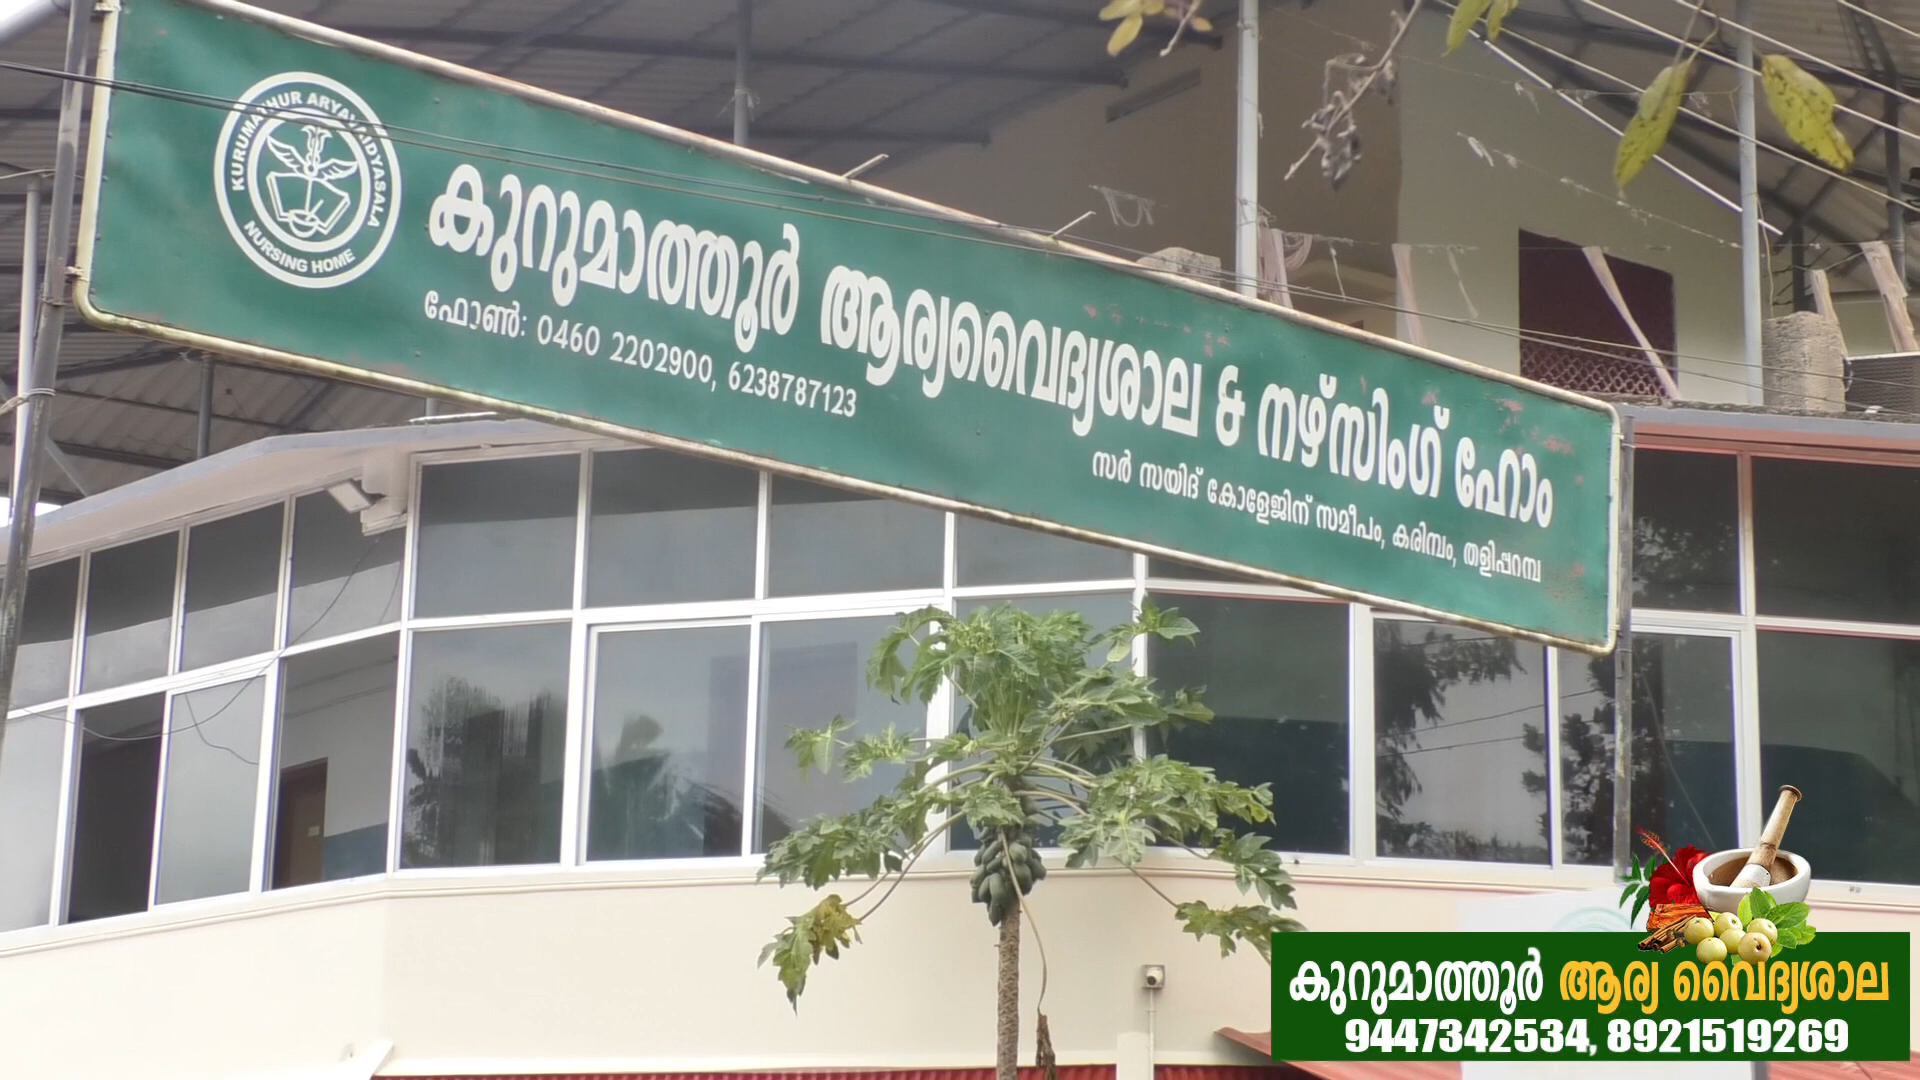 KURUMATHUR ARYAVAIDYASALA
NURSING HOME
കുറുമാത്തൂർ ആര്യവൈദ്യശാല & നഴ്സിംഗ് ഹോം
ഫോൺ: 0460 2202900, 6238787123
സർ സയിദ് കോളേജിന് സമീപം, കരിമ്പം, തളിപ്പറമ്പ
കുറുമാത്തൂർ ആര്യ വൈദ്യശാല
9447342534, 8921519269